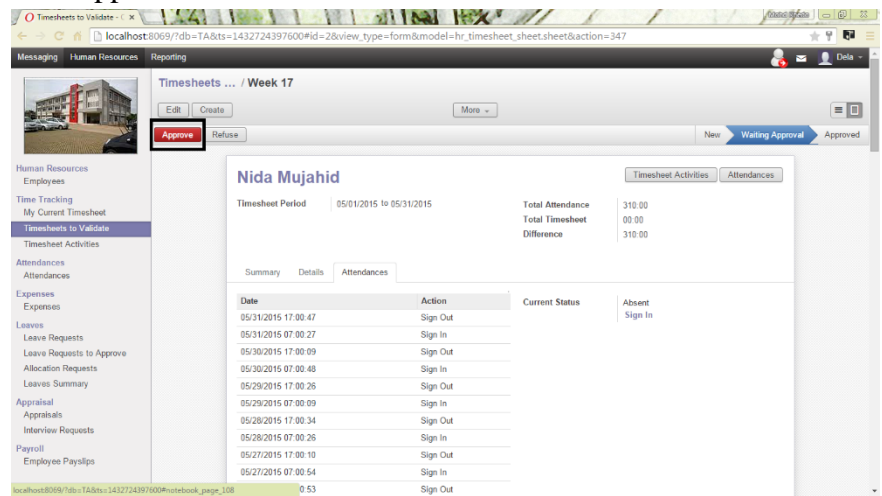 Timesheets to Validate - O
localhost:8069/?db=TA&ts=1432724397600#id=2&view_type=form&model=hr_timesheet_sheet.sheet&action=347
Messaging Human Resources Reporting Dela
Timesheets ... / Week 17
Edit Create More
Approve Refuse New Waiting Approval Approved
Human Resources
Employees
Time Tracking
My Current Timesheet
Timesheets to Validate
Timesheet Activities
Attendances
Attendances
Expenses
Expenses
Leaves
Leave Requests
Leave Requests to Approve
Allocation Requests
Leaves Summary
Appraisal
Appraisals
Interview Requests
Payroll
Employee Payslips
Nida Mujahid Timesheet Activities Attendances
Timesheet Period 05/01/2015 to 05/31/2015 Total Attendance 310:00
Total Timesheet 00:00
Difference 310:00
Summary Details Attendances
Date Action Current Status Absent
Sign In
05/31/2015 17:00:47 Sign Out
05/31/2015 07:00:27 Sign In
05/30/2015 17:00:09 Sign Out
05/30/2015 07:00:48 Sign In
05/29/2015 17:00:26 Sign Out
05/29/2015 07:00:09 Sign In
05/28/2015 17:00:34 Sign Out
05/28/2015 07:00:26 Sign In
05/27/2015 17:00:10 Sign Out
05/27/2015 07:00:54 Sign In
0:53 Sign Out
localhost:8069/?db=TA&ts=1432724397600#notebook_page_108